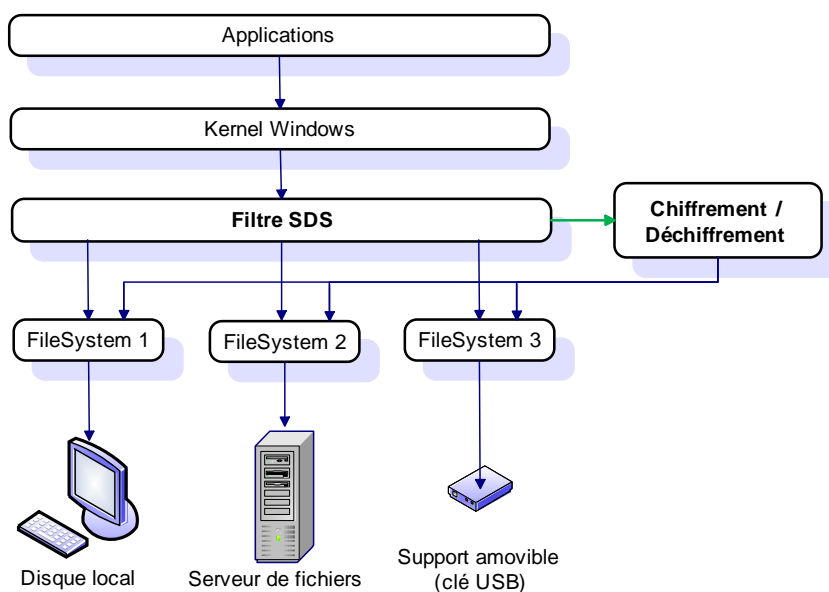 Applications
Kernel Windows
Filtre SDS
Chiffrement /
Déchiffrement
FileSystem 1
FileSystem 2
FileSystem 3
Disque local
Serveur de fichiers
Support amovible
(clé USB)